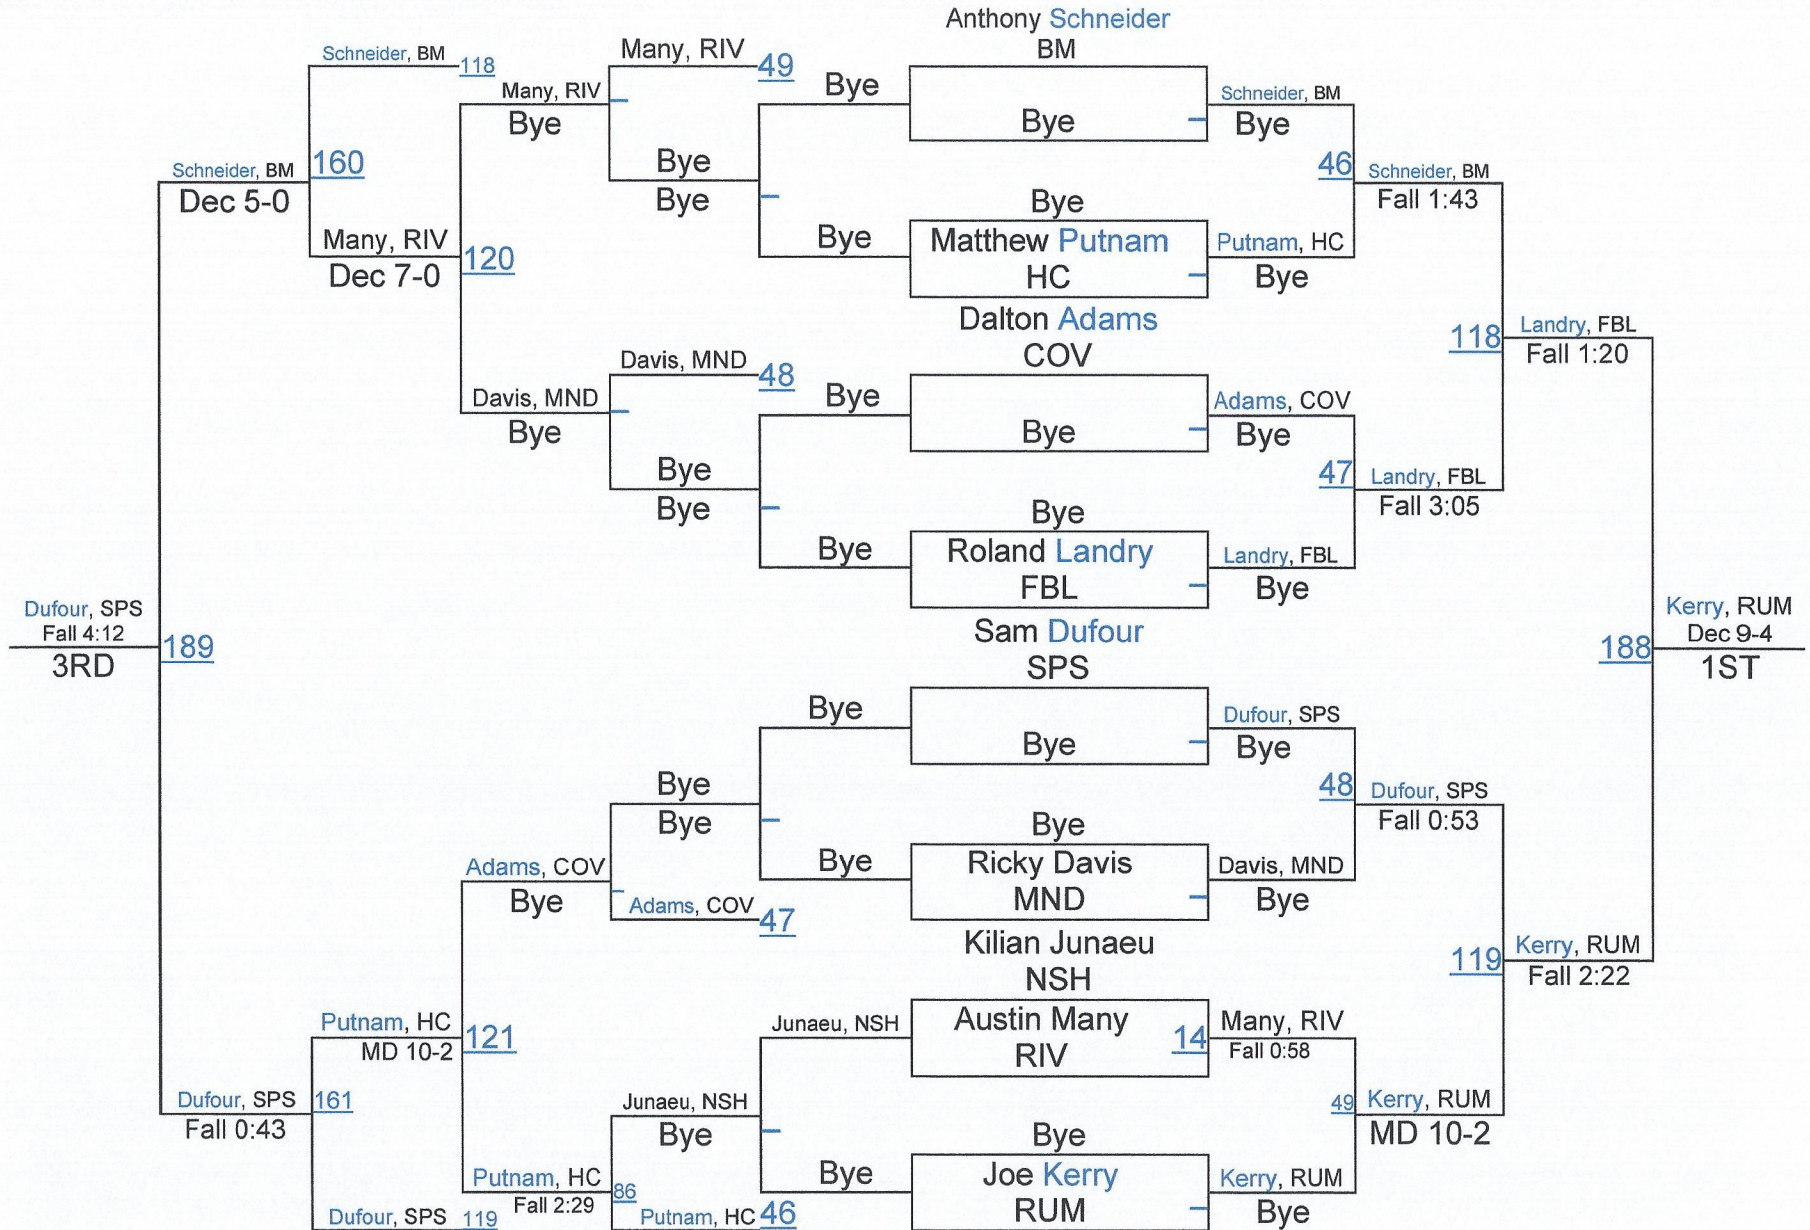 Anthony Schneider
BM
Schneider, BM 118
Many, RIV 49
Many, RIV
Bye
Bye
Bye
Schneider, BM
Bye
Schneider, BM 160
Dec 5-0
Bye
Bye
46 Schneider, BM
Fall 1:43
Bye
Many, RIV 120
Dec 7-0
Bye
Matthew Putnam
HC
Putnam, HC
Bye
Dalton Adams
COV
118 Landry, FBL
Fall 1:20
Davis, MND 48
Davis, MND
Bye
Bye
Bye
Adams, COV
Bye
Bye
Bye
47 Landry, FBL
Fall 3:05
Bye
Bye
Roland Landry
FBL
Landry, FBL
Bye
Dufour, SPS
Fall 4:12
3RD
189
Sam Dufour
SPS
188
Kerry, RUM
Dec 9-4
1ST
Bye
Bye
Dufour, SPS
Bye
Bye
Bye
48 Dufour, SPS
Fall 0:53
Bye
Adams, COV
Bye
Bye
Ricky Davis
MND
Davis, MND
Bye
Adams, COV 47
Kilian Junaeu
NSH
119 Kerry, RUM
Fall 2:22
Putnam, HC 121
MD 10-2
Junaeu, NSH
Austin Many
RIV
14
Many, RIV
Fall 0:58
Dufour, SPS 161
Fall 0:43
Junaeu, NSH
Bye
49 Kerry, RUM
MD 10-2
Bye
Putnam, HC 86
Fall 2:29
Bye
Joe Kerry
RUM
Kerry, RUM
Bye
Dufour, SPS 119
Putnam, HC 46